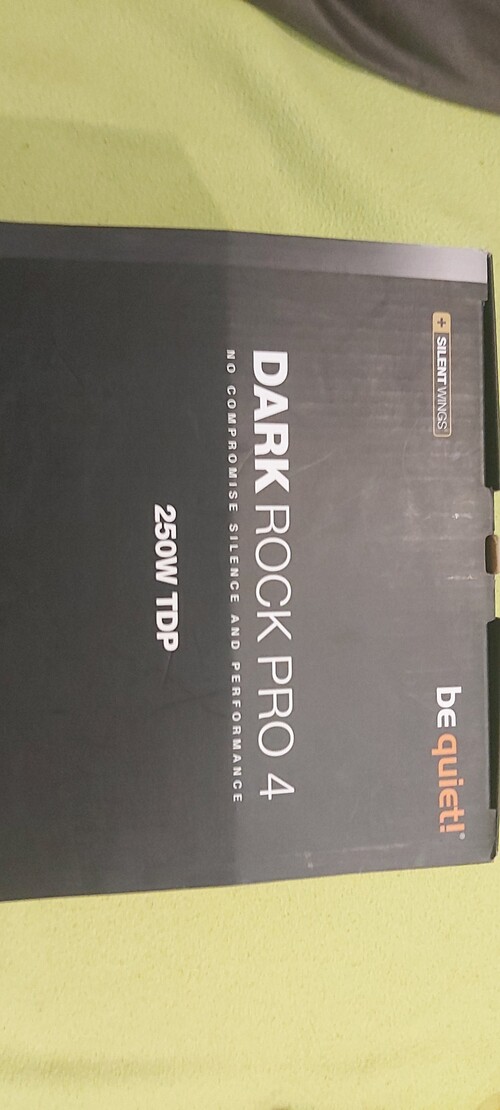 + SILENT WINGS
be quiet!®
DARK ROCK PRO 4
NO COMPROMISE SILENCE AND PERFORMANCE
250W TDP